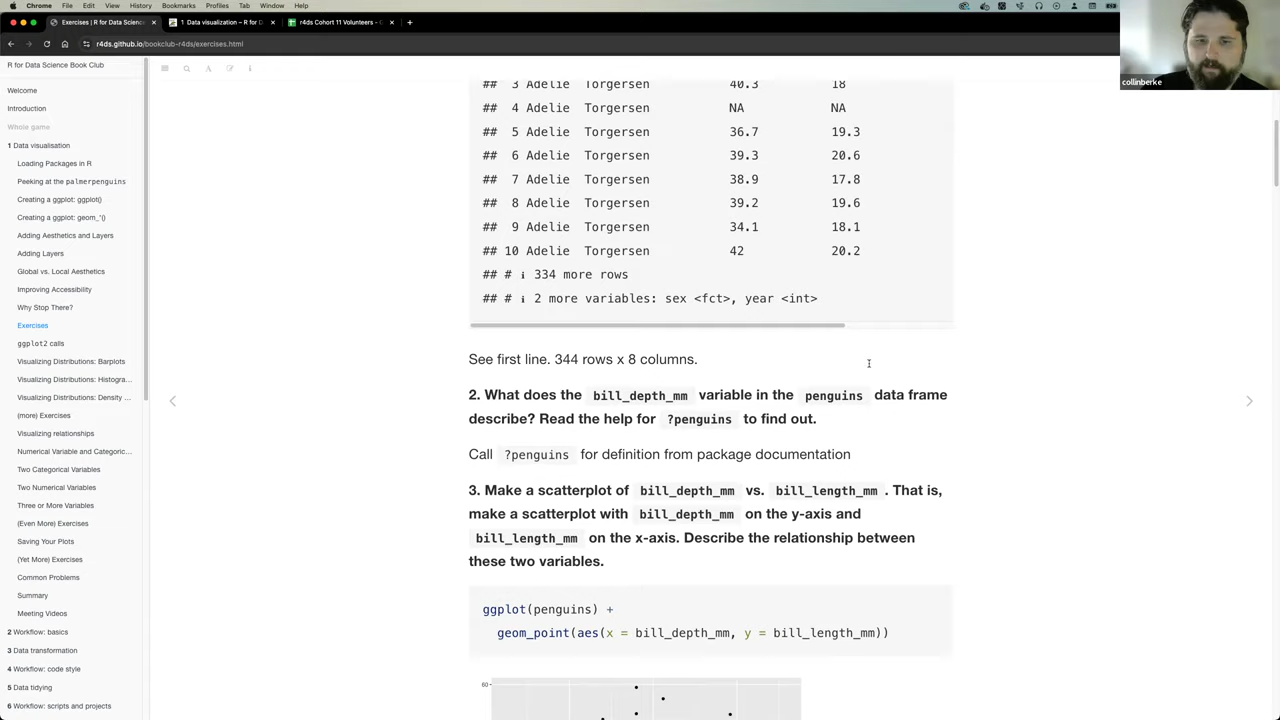 Chrome File Edit View History Bookmarks Profiles Tab Window Help
Exercises | R for Data Science
1 Data visualization – R for D
r4ds Cohort 11 Volunteers - G
r4ds.github.io/bookclub-r4ds/exercises.html
collinberke
R for Data Science Book Club
Welcome
Introduction
Whole game
1 Data visualisation
Loading Packages in R
Peeking at the palmerpenguins
Creating a ggplot: ggplot()
Creating a ggplot: geom_*()
Adding Aesthetics and Layers
Adding Layers
Global vs. Local Aesthetics
Improving Accessibility
Why Stop There?
Exercises
ggplot2 calls
Visualizing Distributions: Barplots
Visualizing Distributions: Histogra...
Visualizing Distributions: Density ...
(more) Exercises
Visualizing relationships
Numerical Variable and Categoric...
Two Categorical Variables
Two Numerical Variables
Three or More Variables
(Even More) Exercises
Saving Your Plots
(Yet More) Exercises
Common Problems
Summary
Meeting Videos
2 Workflow: basics
3 Data transformation
4 Workflow: code style
5 Data tidying
6 Workflow: scripts and projects
## 3 Adelie Torgersen 40.3 18
## 4 Adelie Torgersen NA NA
## 5 Adelie Torgersen 36.7 19.3
## 6 Adelie Torgersen 39.3 20.6
## 7 Adelie Torgersen 38.9 17.8
## 8 Adelie Torgersen 39.2 19.6
## 9 Adelie Torgersen 34.1 18.1
## 10 Adelie Torgersen 42 20.2
## # ℹ 334 more rows
## # ℹ 2 more variables: sex <fct>, year <int>
See first line. 344 rows x 8 columns.
2. What does the bill_depth_mm variable in the penguins data frame
describe? Read the help for ?penguins to find out.
Call ?penguins for definition from package documentation
3. Make a scatterplot of bill_depth_mm vs. bill_length_mm. That is,
make a scatterplot with bill_depth_mm on the y-axis and
bill_length_mm on the x-axis. Describe the relationship between
these two variables.
ggplot(penguins) +
geom_point(aes(x = bill_depth_mm, y = bill_length_mm))
60